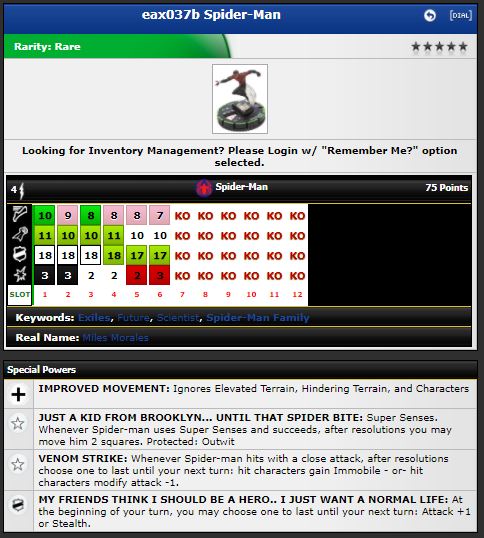 eax037b Spider-Man
[DIAL]
Rarity: Rare
Looking for Inventory Management? Please Login w/ "Remember Me?" option
selected.
4 Spider-Man 75 Points
10 9 8 8 8 7 KO KO KO KO KO KO
11 10 10 11 10 10 KO KO KO KO KO KO
18 18 18 18 17 17 KO KO KO KO KO KO
3 3 2 2 2 3 KO KO KO KO KO KO
SLOT 1 2 3 4 5 6 7 8 9 10 11 12
Keywords: Exiles, Future, Scientist, Spider-Man Family
Real Name: Miles Morales
Special Powers
IMPROVED MOVEMENT: Ignores Elevated Terrain, Hindering Terrain, and Characters
JUST A KID FROM BROOKLYN... UNTIL THAT SPIDER BITE: Super Senses.
Whenever Spider-man uses Super Senses and succeeds, after resolutions you may
move him 2 squares. Protected: Outwit
VENOM STRIKE: Whenever Spider-man hits with a close attack, after resolutions
choose one to last until your next turn: hit characters gain Immobile - or- hit
characters modify attack -1.
MY FRIENDS THINK I SHOULD BE A HERO.. I JUST WANT A NORMAL LIFE: At
the beginning of your turn, you may choose one to last until your next turn: Attack +1
or Stealth.